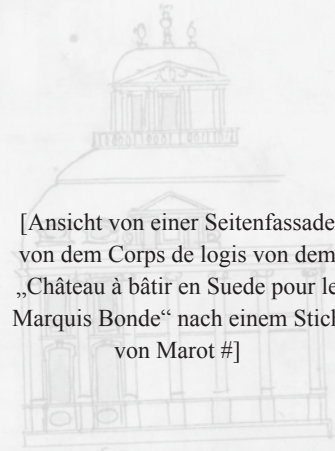 [Ansicht von einer Seitenfassade
von dem Corps de logis von dem
„Château à bâtir en Suede pour le
Marquis Bonde“ nach einem Stich
von Marot #]